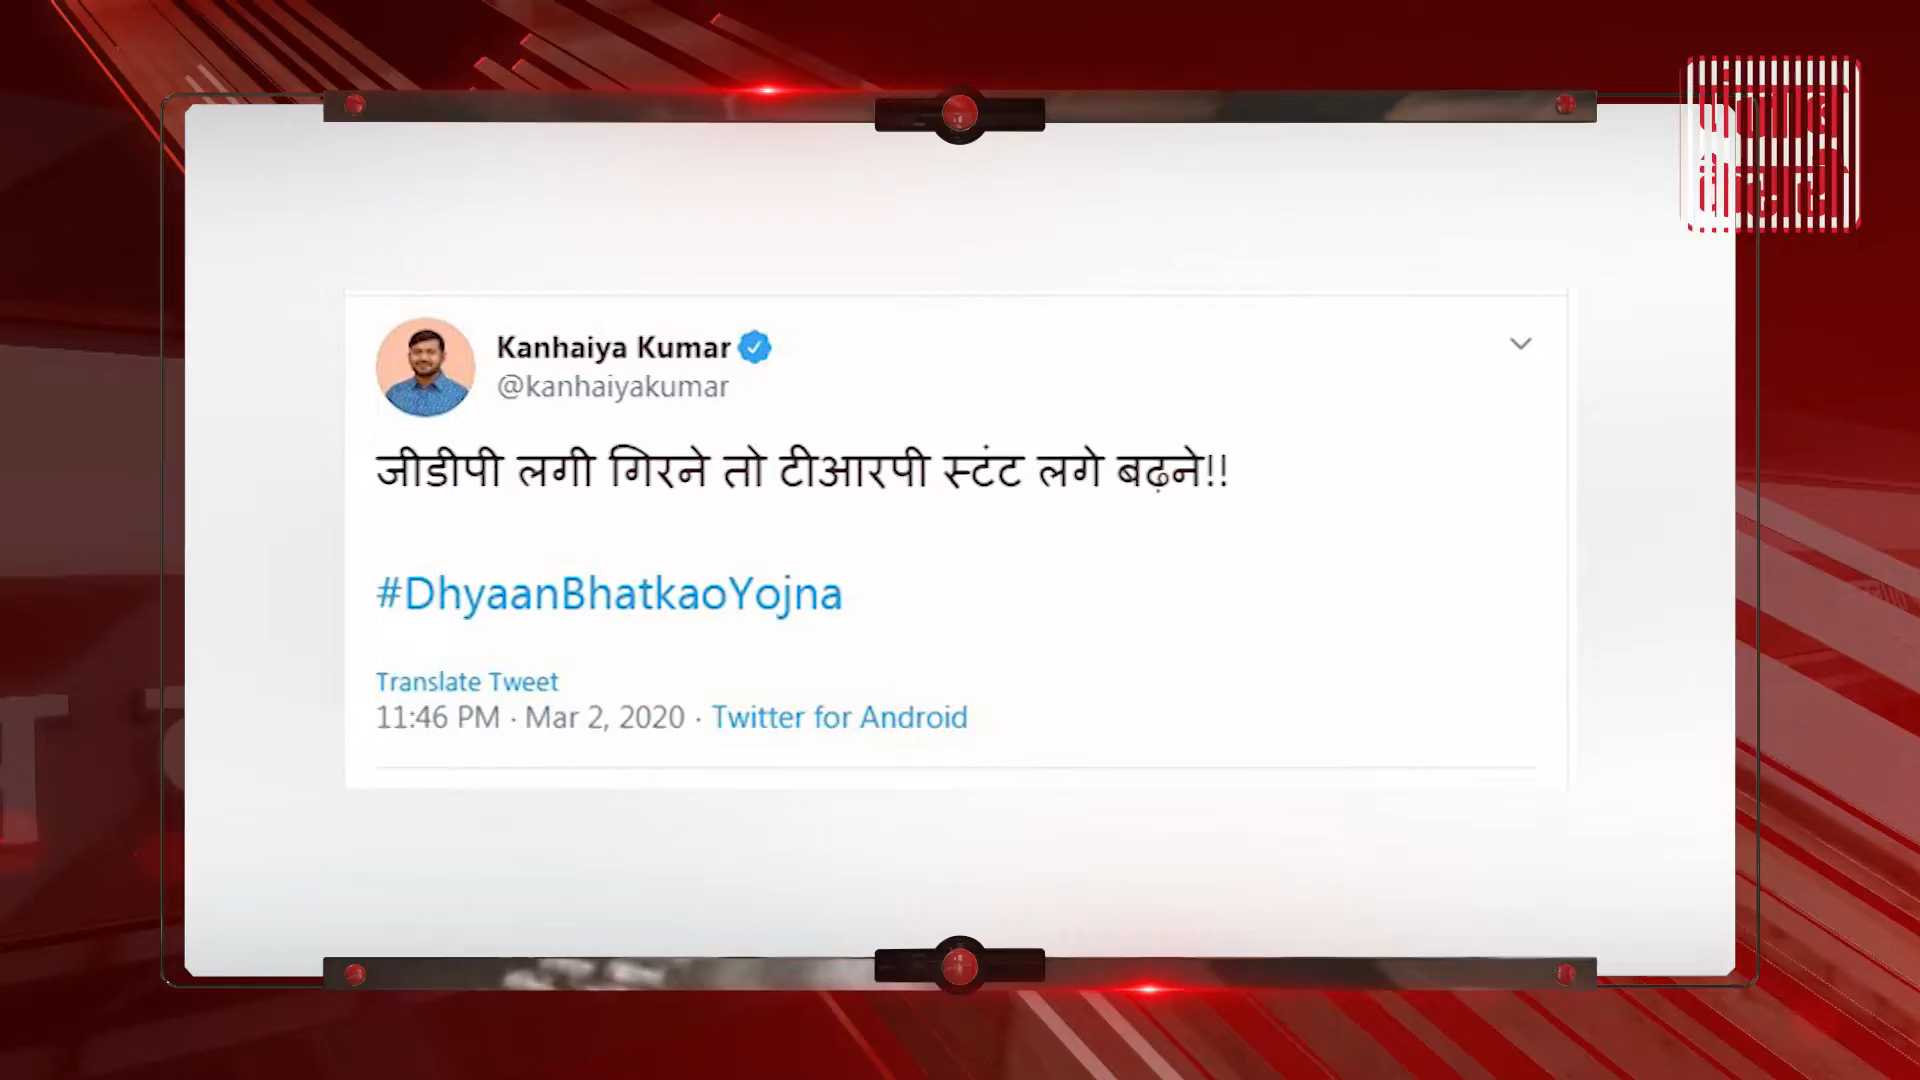 Kanhaiya Kumar
@kanhaiyakumar
जीडीपी लगी गिरने तो टीआरपी स्टंट लगे बढ़ने!!
#DhyaanBhatkaoYojna
Translate Tweet
11:46 PM · Mar 2, 2020 · Twitter for Android